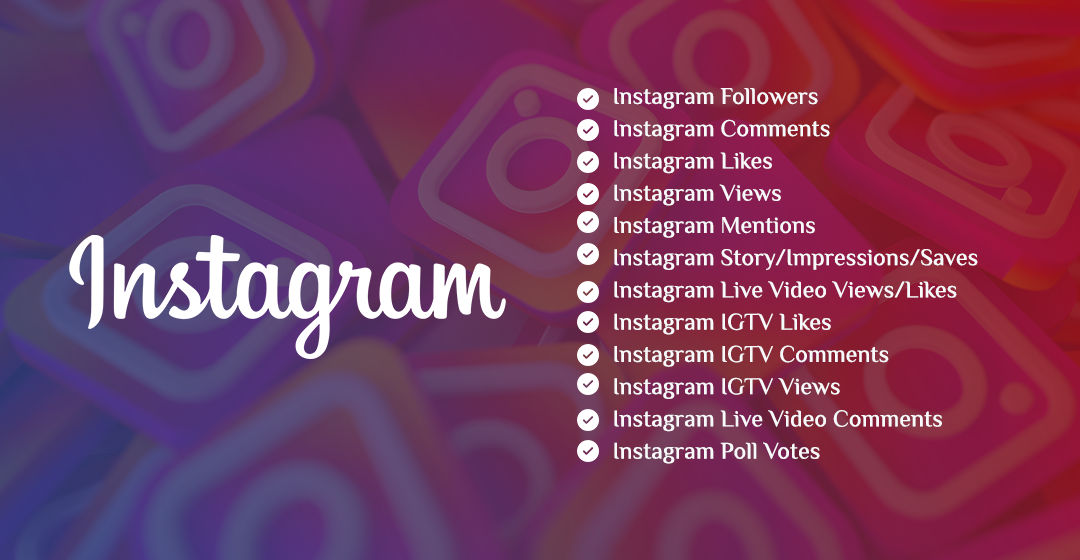 Instagram
Instagram Followers
Instagram Comments
Instagram Likes
Instagram Views
Instagram Mentions
Instagram Story/Impressions/Saves
Instagram Live Video Views/Likes
Instagram IGTV Likes
Instagram IGTV Comments
Instagram IGTV Views
Instagram Live Video Comments
Instagram Poll Votes